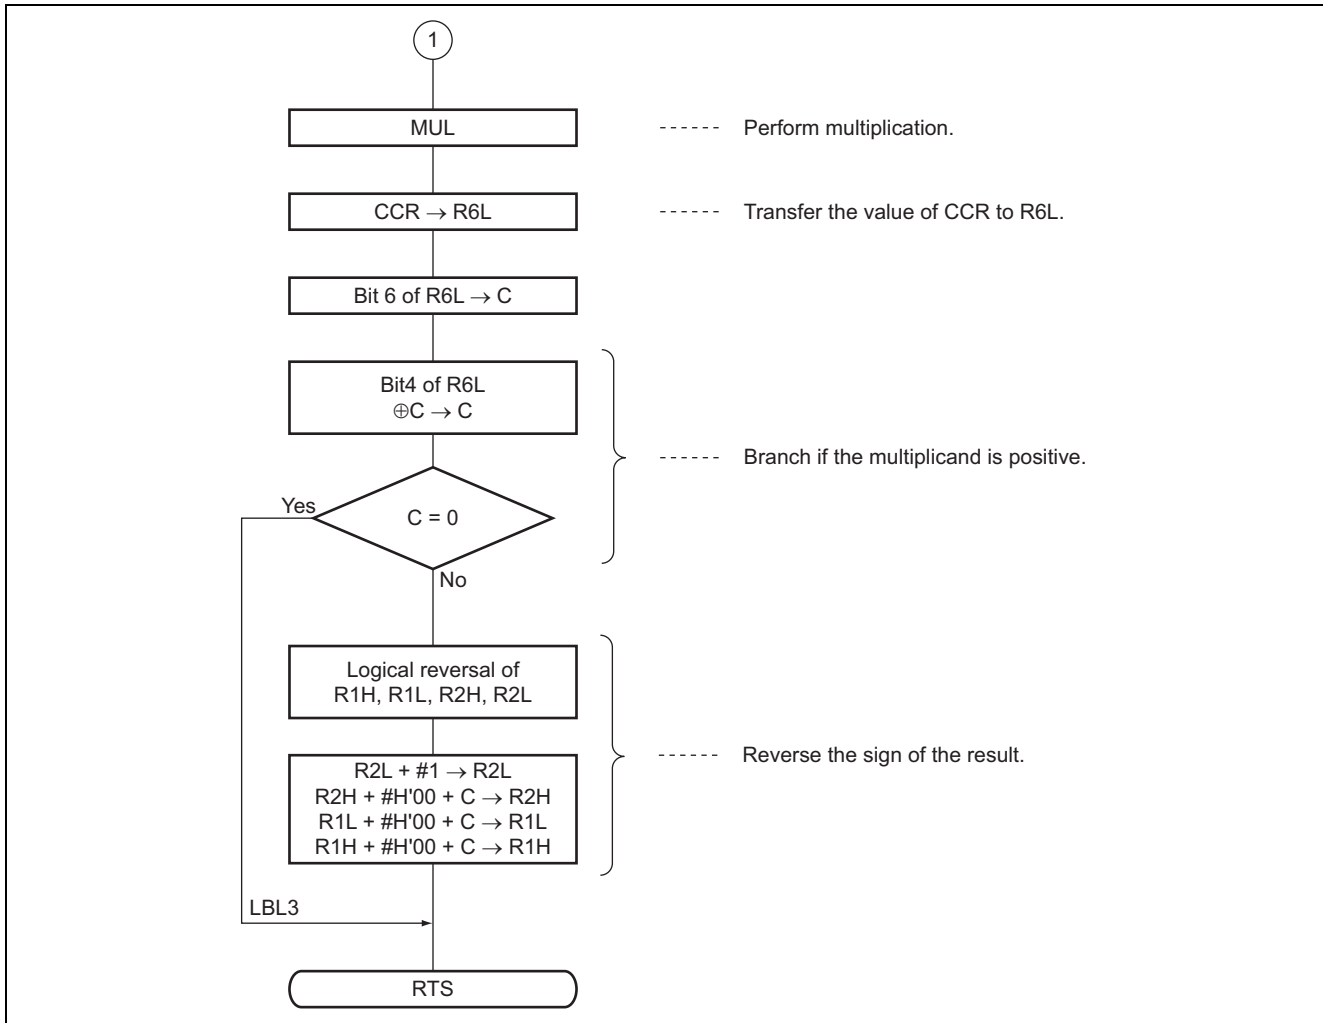 1
MUL
Perform multiplication.
CCR → R6L
Transfer the value of CCR to R6L.
Bit 6 of R6L → C
Bit4 of R6L
⊕C → C
Branch if the multiplicand is positive.
Yes
C = 0
No
Logical reversal of
R1H, R1L, R2H, R2L
Reverse the sign of the result.
R2L + #1 → R2L
R2H + #H'00 + C → R2H
R1L + #H'00 + C → R1L
R1H + #H'00 + C → R1H
LBL3
RTS